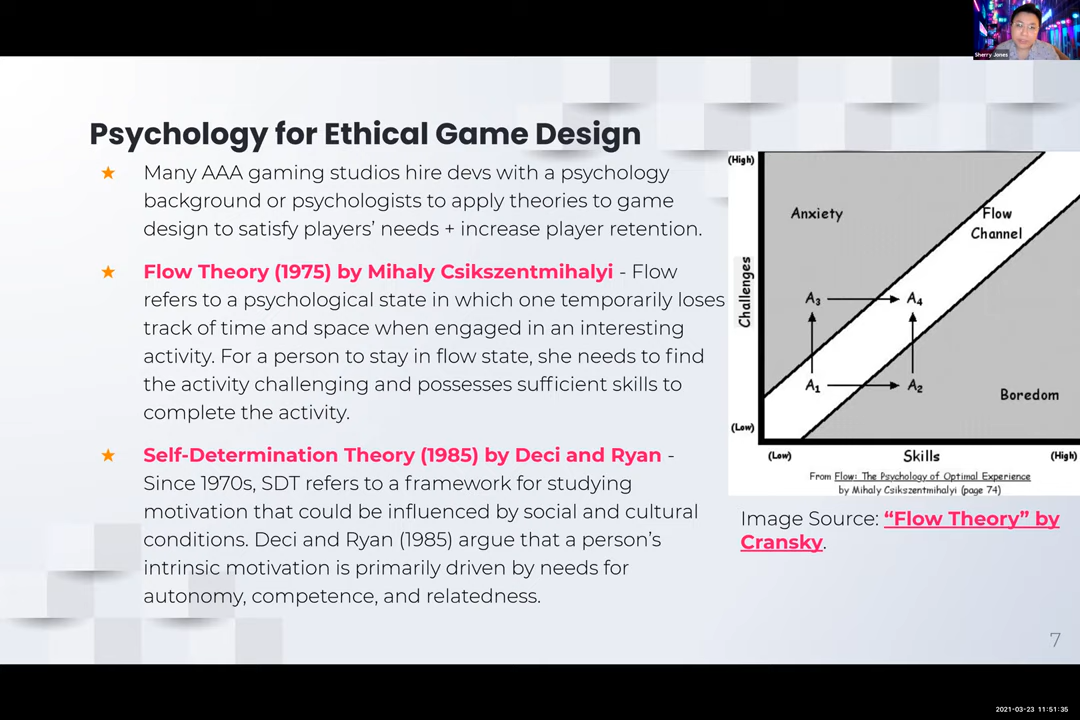 Sherry Jones
Psychology for Ethical Game Design
Many AAA gaming studios hire devs with a psychology
background or psychologists to apply theories to game
design to satisfy players' needs + increase player retention.
Flow Theory (1975) by Mihaly Csikszentmihalyi - Flow
refers to a psychological state in which one temporarily loses
track of time and space when engaged in an interesting
activity. For a person to stay in flow state, she needs to find
the activity challenging and possesses sufficient skills to
complete the activity.
Self-Determination Theory (1985) by Deci and Ryan -
Since 1970s, SDT refers to a framework for studying
motivation that could be influenced by social and cultural
conditions. Deci and Ryan (1985) argue that a person's
intrinsic motivation is primarily driven by needs for
autonomy, competence, and relatedness.
(High)
Anxiety
Flow
Channel
Challenges
A3
A4
A1
A2
Boredom
(Low)
(Low)
Skills
(High)
From Flow: The Psychology of Optimal Experience
by Mihaly Csikszentmihalyi (page 74)
Image Source: “Flow Theory” by
Cransky.
7
2021-03-23 11:51:35